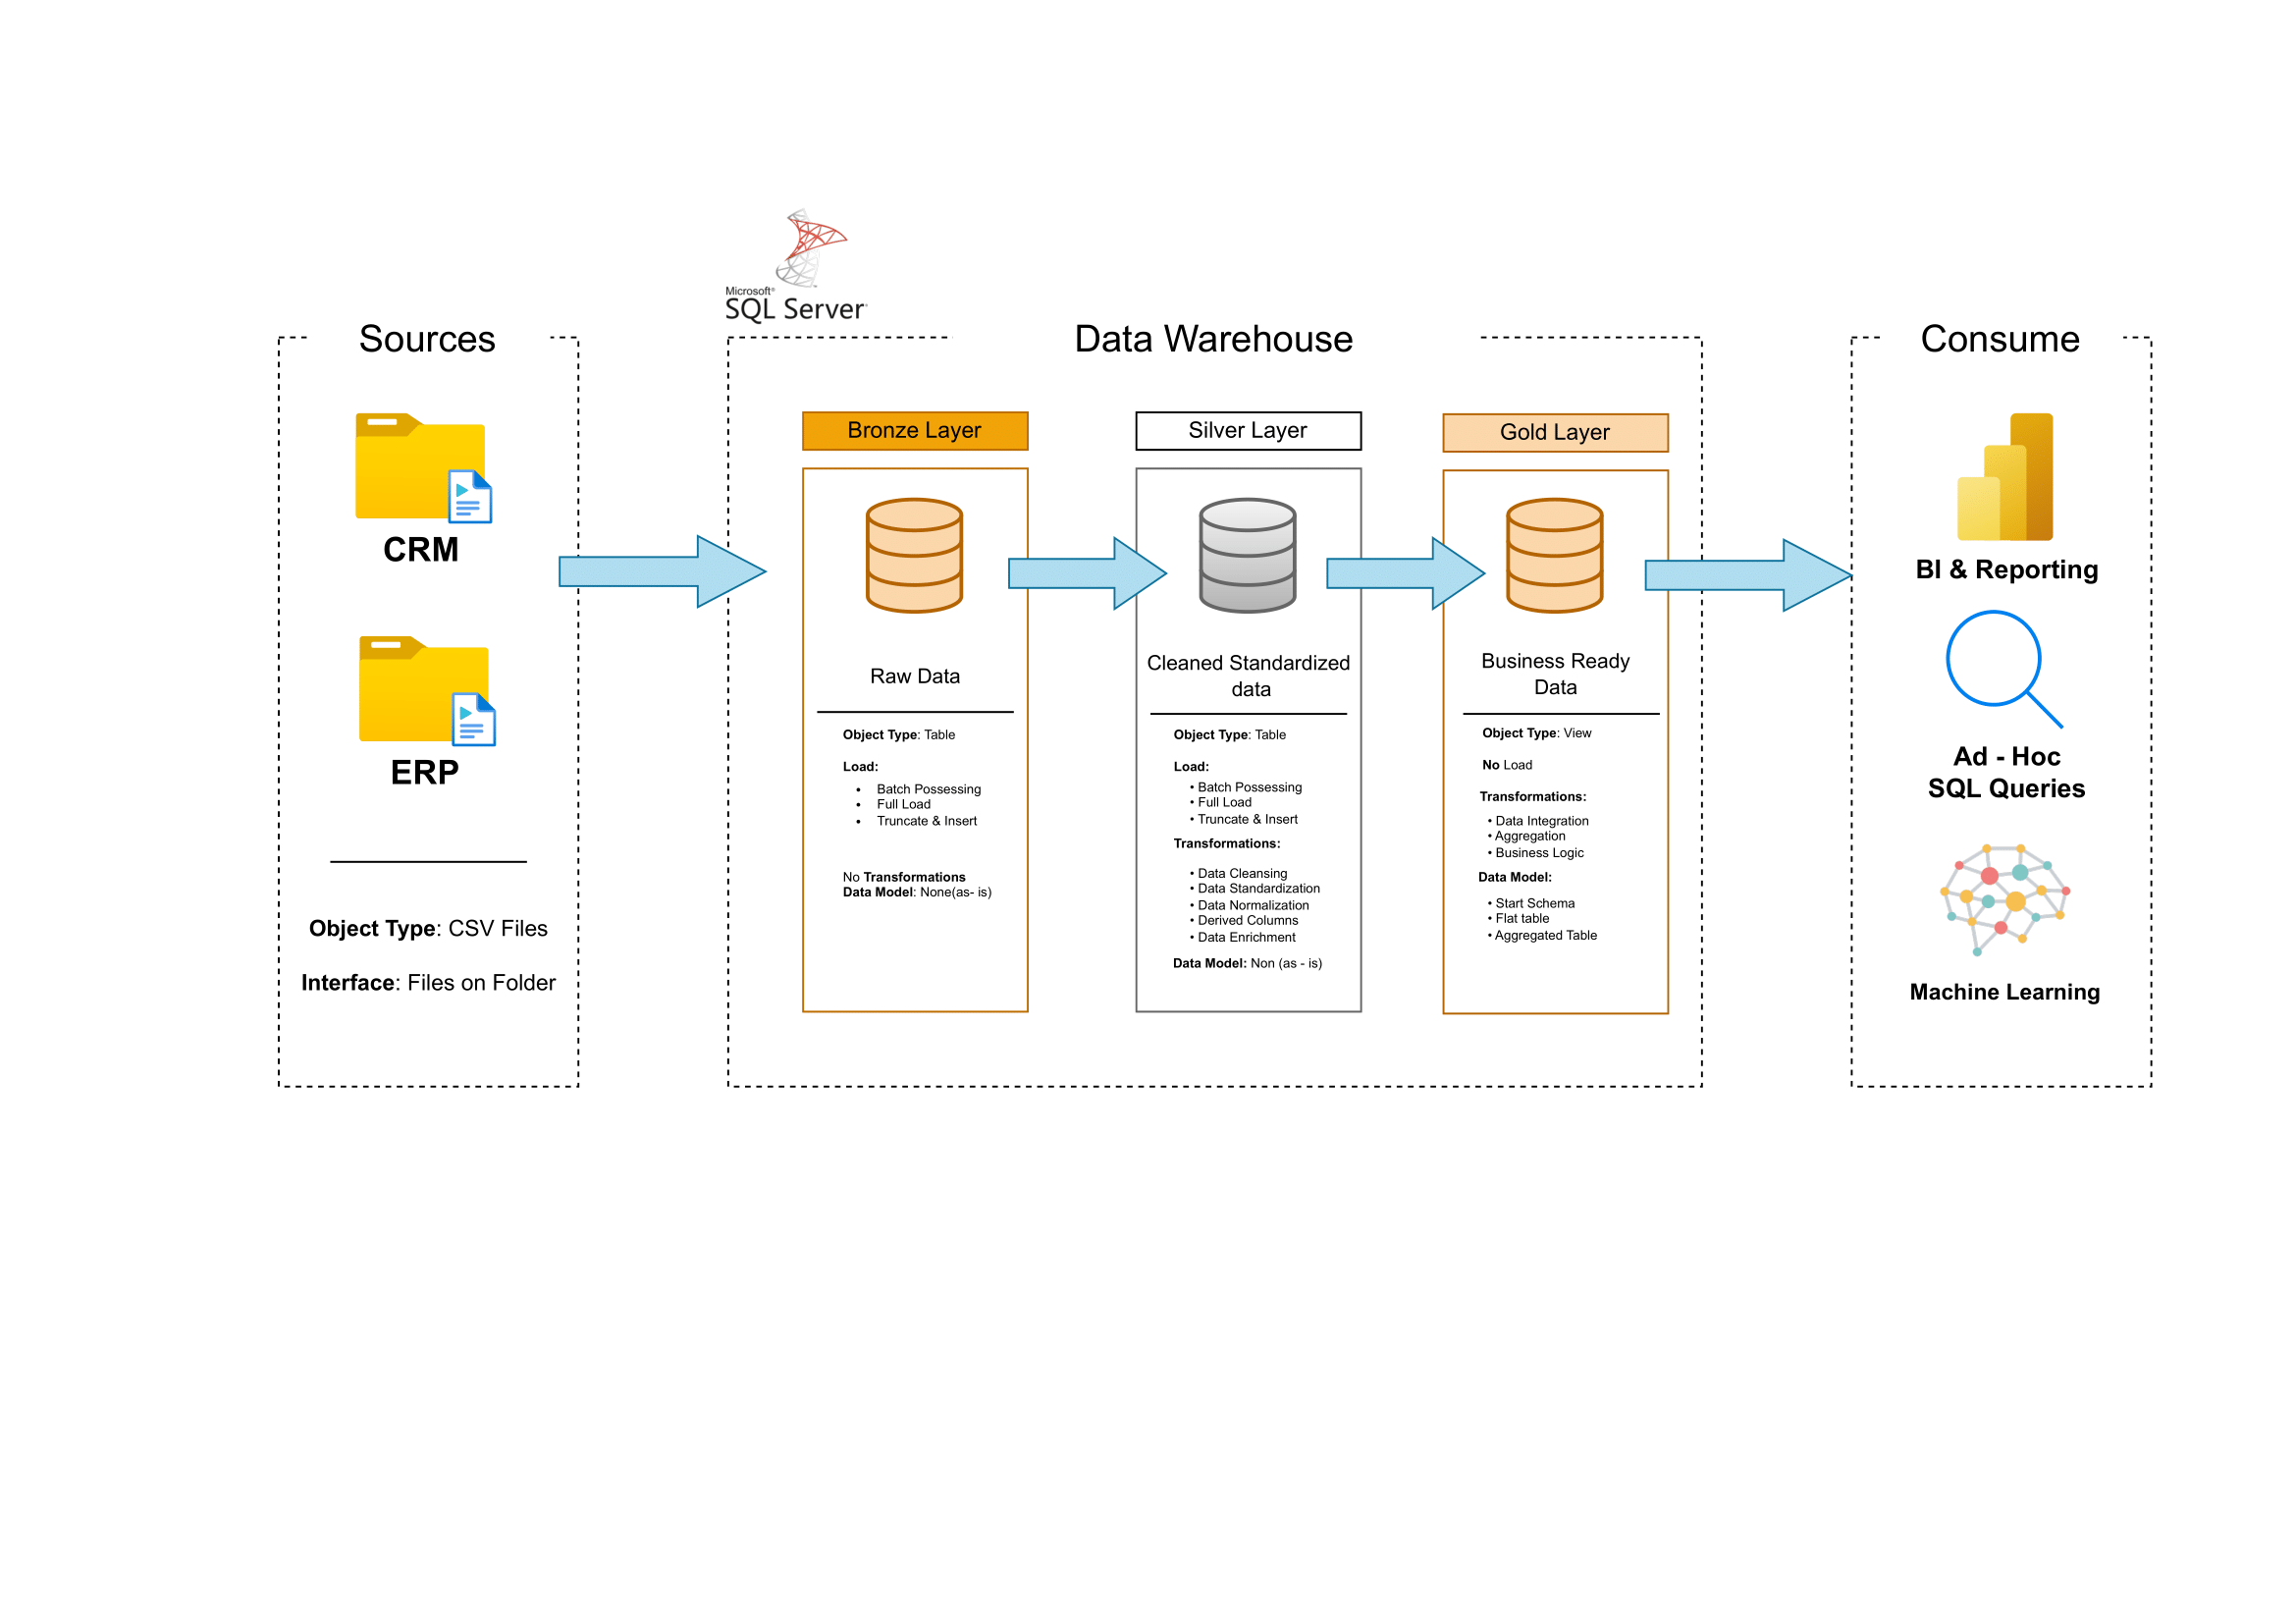 Microsoft®
SQL Server
Sources
CRM
ERP
Object Type: CSV Files
Interface: Files on Folder
Data Warehouse
Bronze Layer
Raw Data
Object Type: Table
Load:
• Batch Possessing
• Full Load
• Truncate & Insert
No Transformations
Data Model: None(as- is)
Silver Layer
Cleaned Standardized
data
Object Type: Table
Load:
• Batch Possessing
• Full Load
• Truncate & Insert
Transformations:
• Data Cleansing
• Data Standardization
• Data Normalization
• Derived Columns
• Data Enrichment
Data Model: Non (as - is)
Gold Layer
Business Ready
Data
Object Type: View
No Load
Transformations:
• Data Integration
• Aggregation
• Business Logic
Data Model:
• Start Schema
• Flat table
• Aggregated Table
Consume
BI & Reporting
Ad - Hoc
SQL Queries
Machine Learning